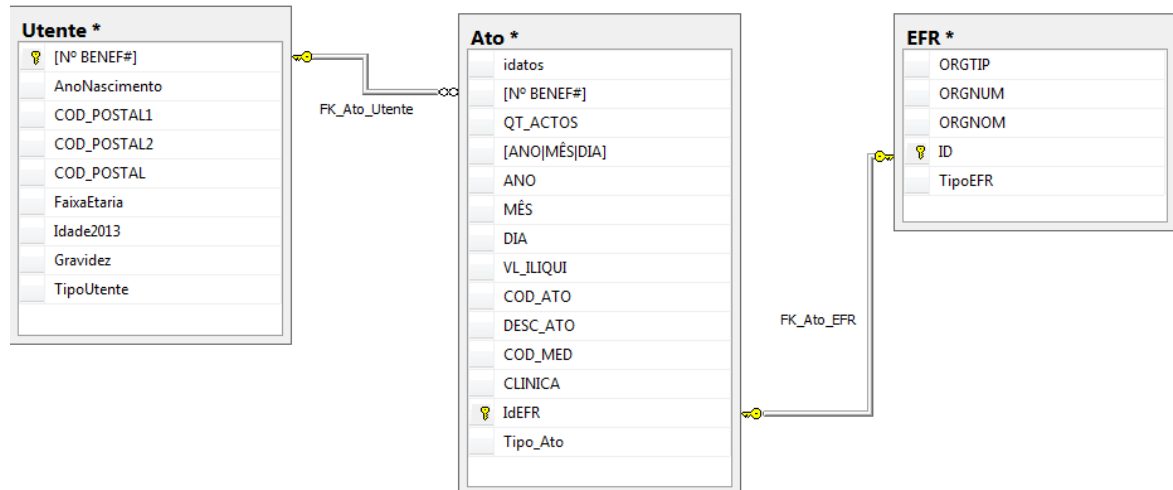 Utente *
[Nº BENEF#]
AnoNascimento
COD_POSTAL1
COD_POSTAL2
COD_POSTAL
FaixaEtaria
Idade2013
Gravidez
TipoUtente
FK_Ato_Utente
Ato *
idatos
[Nº BENEF#]
QT_ACTOS
[ANO|MÊS|DIA]
ANO
MÊS
DIA
VL_ILIQUI
COD_ATO
DESC_ATO
COD_MED
CLINICA
IdEFR
Tipo_Ato
FK_Ato_EFR
EFR *
ORGTIP
ORGNUM
ORGNOM
ID
TipoEFR